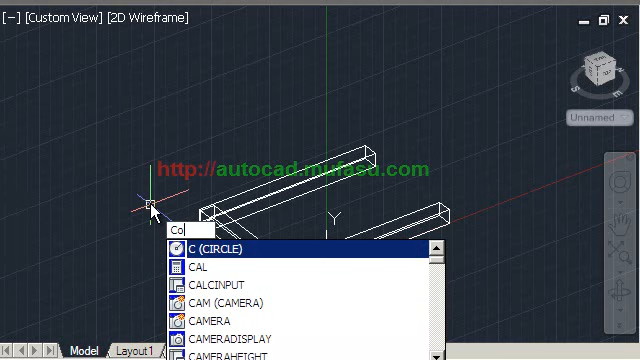 [−] [Custom View] [2D Wireframe]
N
S
E
Unnamed
http://autocad.mufasu.com
Y
Co
C (CIRCLE)
CAL
CALCINPUT
CAM (CAMERA)
CAMERA
CAMERADISPLAY
CAMERAHEIGHT
Model
Layout1